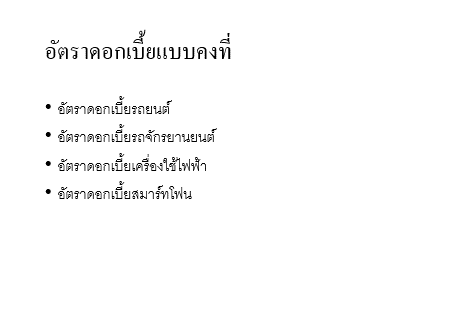 อัตราดอกเบี้ยแบบคงที่
• อัตราดอกเบี้ยรถยนต์
• อัตราดอกเบี้ยรถจักรยานยนต์
• อัตราดอกเบี้ยเครื่องใช้ไฟฟ้า
• อัตราดอกเบี้ยสมาร์ทโฟน